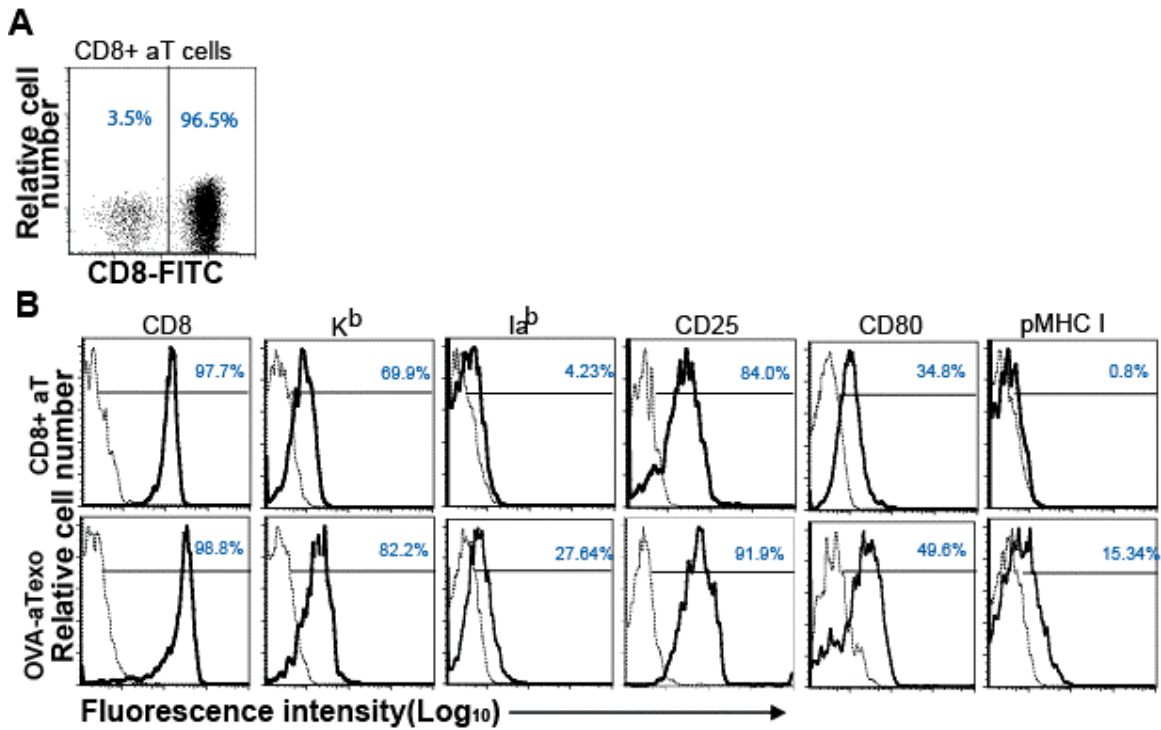 A
CD8+ aT cells
Relative cell
number
3.5%
96.5%
CD8-FITC
B
CD8
Kb
Iab
CD25
CD80
pMHC I
CD8+ aT
97.7%
69.9%
4.23%
84.0%
34.8%
0.8%
OVA-aTexo
Relative cell number
98.8%
82.2%
27.64%
91.9%
49.6%
15.34%
Fluorescence intensity(Log10)